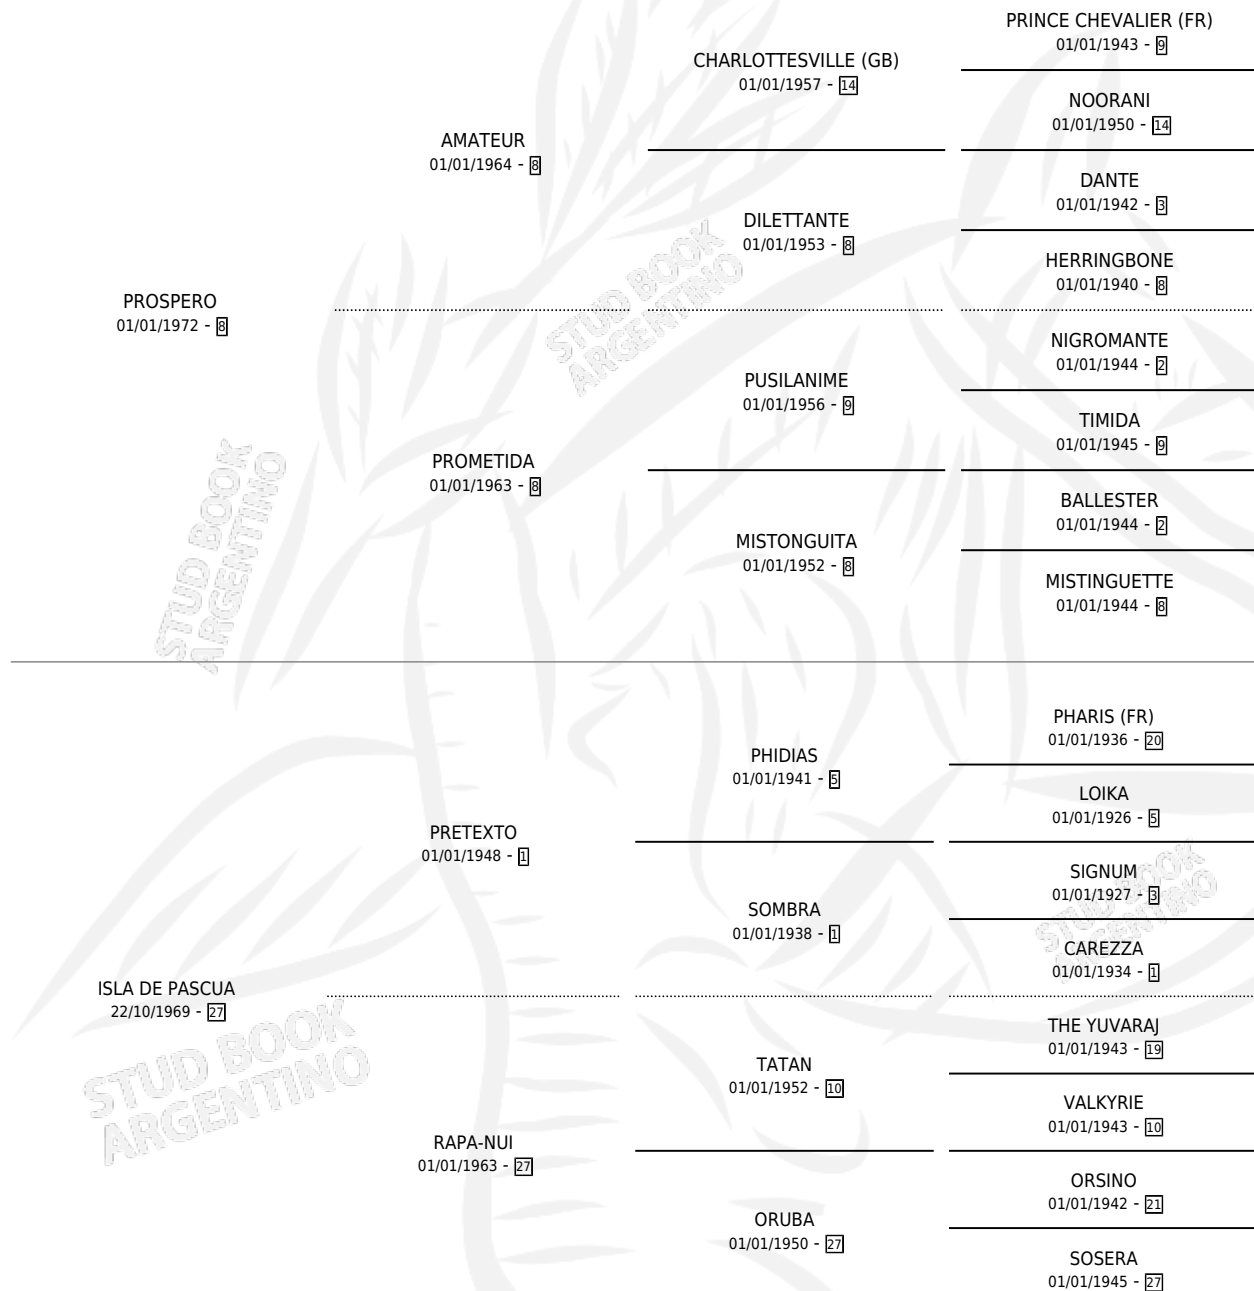 PRINCE CHEVALIER (FR)
01/01/1943 - 9
CHARLOTTESVILLE (GB)
01/01/1957 - 14
NOORANI
01/01/1950 - 14
AMATEUR
01/01/1964 - 8
DANTE
01/01/1942 - 3
DILETTANTE
01/01/1953 - 8
HERRINGBONE
01/01/1940 - 8
PROSPERO
01/01/1972 - 8
NIGROMANTE
01/01/1944 - 2
PUSILANIME
01/01/1956 - 9
TIMIDA
01/01/1945 - 9
PROMETIDA
01/01/1963 - 8
BALLESTER
01/01/1944 - 2
MISTONGUITA
01/01/1952 - 8
MISTINGUETTE
01/01/1944 - 8
STUD BOOK
ARGENTINO
STUD BOOK
ARGENTINO
PHARIS (FR)
01/01/1936 - 20
PHIDIAS
01/01/1941 - 5
LOIKA
01/01/1926 - 5
PRETEXTO
01/01/1948 - 1
SIGNUM
01/01/1927 - 3
SOMBRA
01/01/1938 - 1
CAREZZA
01/01/1934 - 1
ISLA DE PASCUA
22/10/1969 - 27
THE YUVARAJ
01/01/1943 - 19
TATAN
01/01/1952 - 10
VALKYRIE
01/01/1943 - 10
RAPA-NUI
01/01/1963 - 27
ORSINO
01/01/1942 - 21
ORUBA
01/01/1950 - 27
SOSERA
01/01/1945 - 27
STUD BOOK
ARGENTINO
STUD BOOK
ARGENTINO